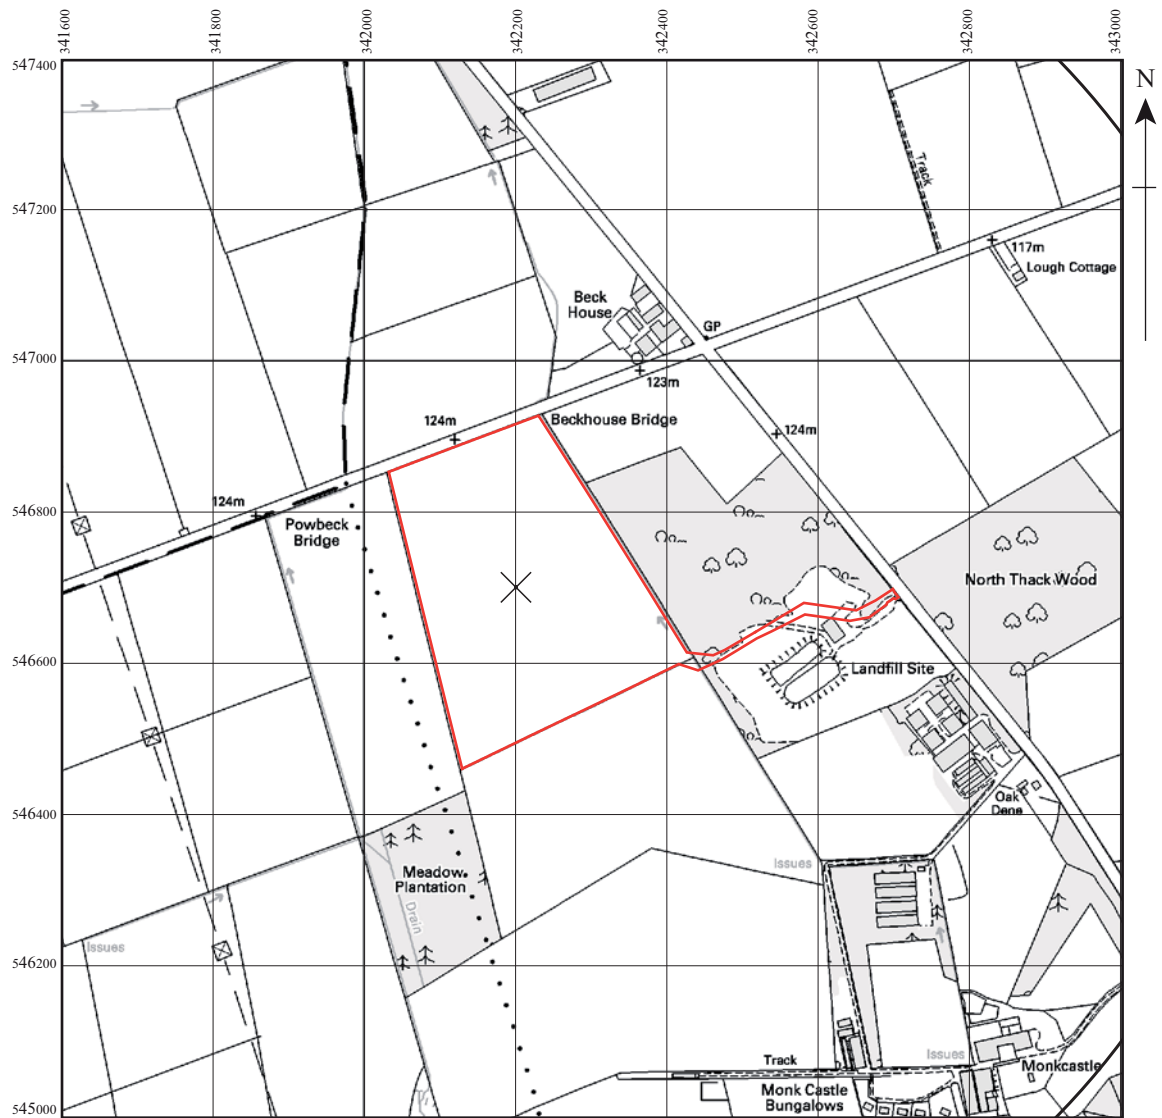 341600
341800
342000
342200
342400
342600
342800
343000
547400
N
Track
547200
117m
Lough Cottage
Beck
House
GP
547000
123m
124m
Beckhouse Bridge
124m
124m
546800
Powbeck
Bridge
North Thack Wood
546600
Landfill Site
Oak
Dene
546400
Issues
Meadow
Plantation
Drain
Issues
546200
Issues
Track
Monkcastle
Monk Castle
Bungalows
545000